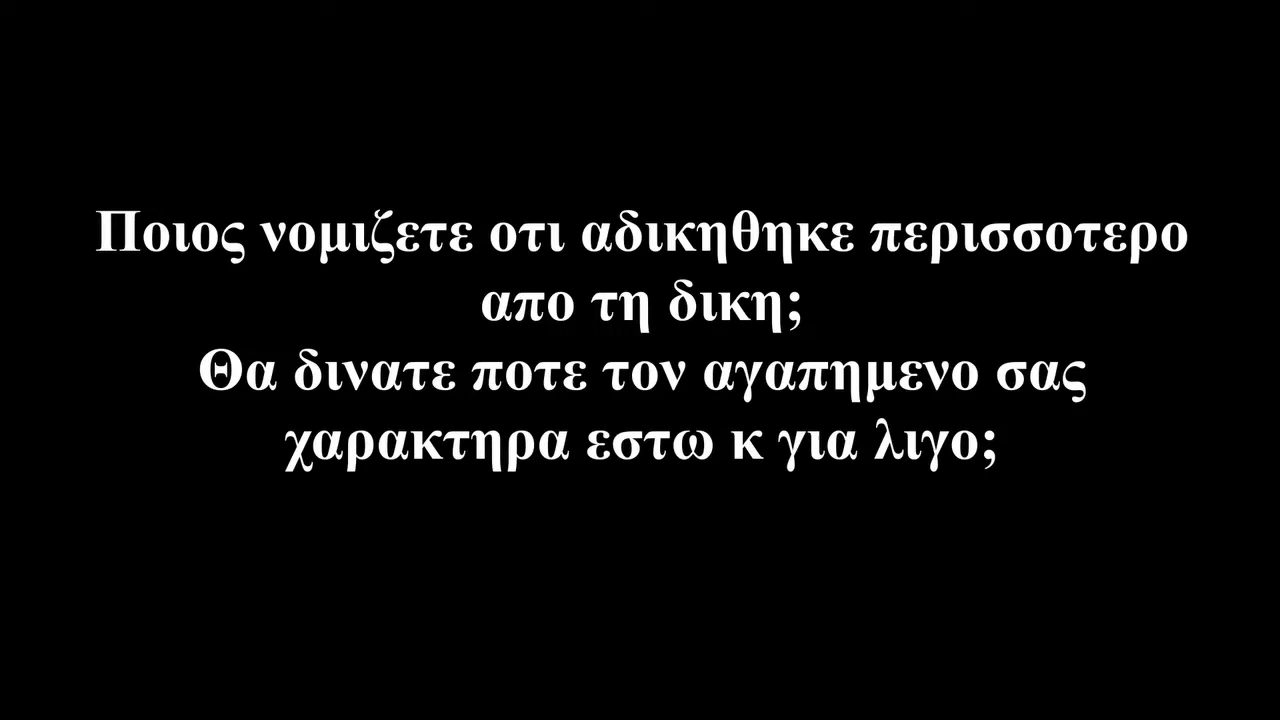 Ποιος νομιζετε οτι αδικηθηκε περισσοτερο
απο τη δικη;
Θα δινατε ποτε τον αγαπημενο σας
χαρακτηρα εστω κ για λιγο;